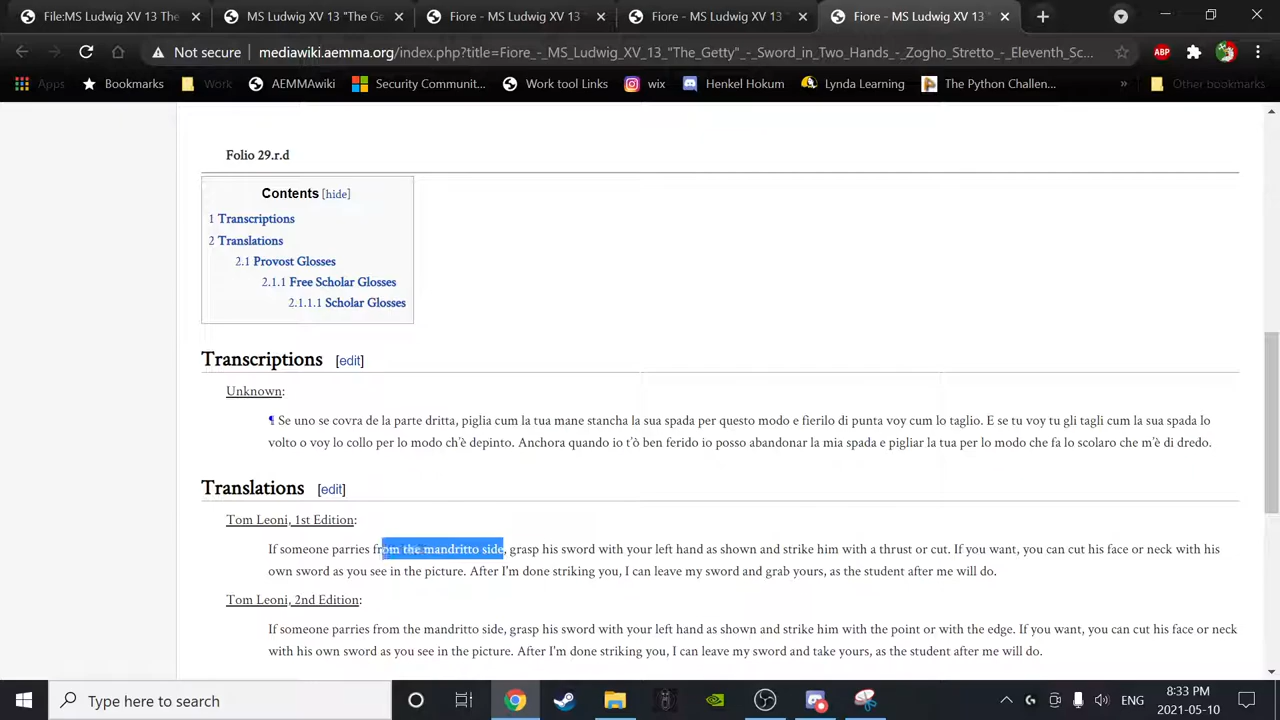 File:MS Ludwig XV 13 The
MS Ludwig XV 13 "The Ge
Fiore - MS Ludwig XV 13
Fiore - MS Ludwig XV 13
Fiore - MS Ludwig XV 13 "
Not secure mediawiki.aemma.org/index.php?title=Fiore_-_MS_Ludwig_XV_13_"The_Getty"_-_Sword_in_Two_Hands_-_Zogho_Stretto_-_Eleventh_Sc...
ABP
Apps Bookmarks Work AEMMAwiki Security Communit... Work tool Links wix Henkel Hokum Lynda Learning The Python Challen... » Other bookmarks
Folio 29.r.d
Contents [hide]
1 Transcriptions
2 Translations
2.1 Provost Glosses
2.1.1 Free Scholar Glosses
2.1.1.1 Scholar Glosses
Transcriptions [edit]
Unknown:
¶ Se uno se covra de la parte dritta, piglia cum la tua mane stancha la sua spada per questo modo e fierilo di punta voy cum lo taglio. E se tu voy tu gli tagli cum la sua spada lo
volto o voy lo collo per lo modo ch'è depinto. Anchora quando io t'ò ben ferido io posso abandonar la mia spada e pigliar la tua per lo modo che fa lo scolaro che m'è di dredo.
Translations [edit]
Tom Leoni, 1st Edition:
If someone parries from the mandritto side, grasp his sword with your left hand as shown and strike him with a thrust or cut. If you want, you can cut his face or neck with his
own sword as you see in the picture. After I'm done striking you, I can leave my sword and grab yours, as the student after me will do.
Tom Leoni, 2nd Edition:
If someone parries from the mandritto side, grasp his sword with your left hand as shown and strike him with the point or with the edge. If you want, you can cut his face or neck
with his own sword as you see in the picture. After I'm done striking you, I can leave my sword and take yours, as the student after me will do.
Type here to search
ENG
8:33 PM
2021-05-10